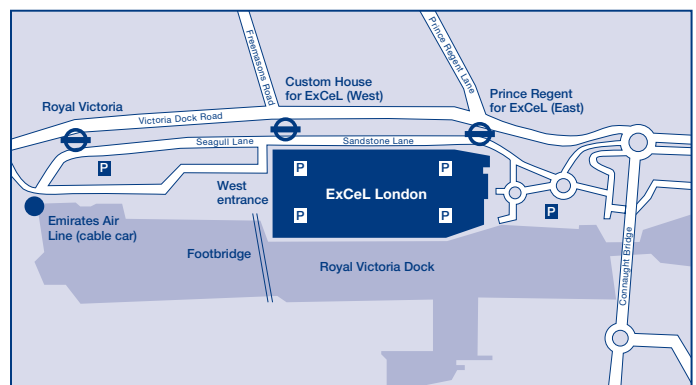 Freemasons Road
Prince Regent Lane
Custom House
for ExCeL (West)
Prince Regent
for ExCeL (East)
Royal Victoria
Victoria Dock Road
Seagull Lane
Sandstone Lane
P
P
P
West
entrance
ExCeL London
P
P
P
Emirates Air
Line (cable car)
Footbridge
Royal Victoria Dock
Connaught Bridge